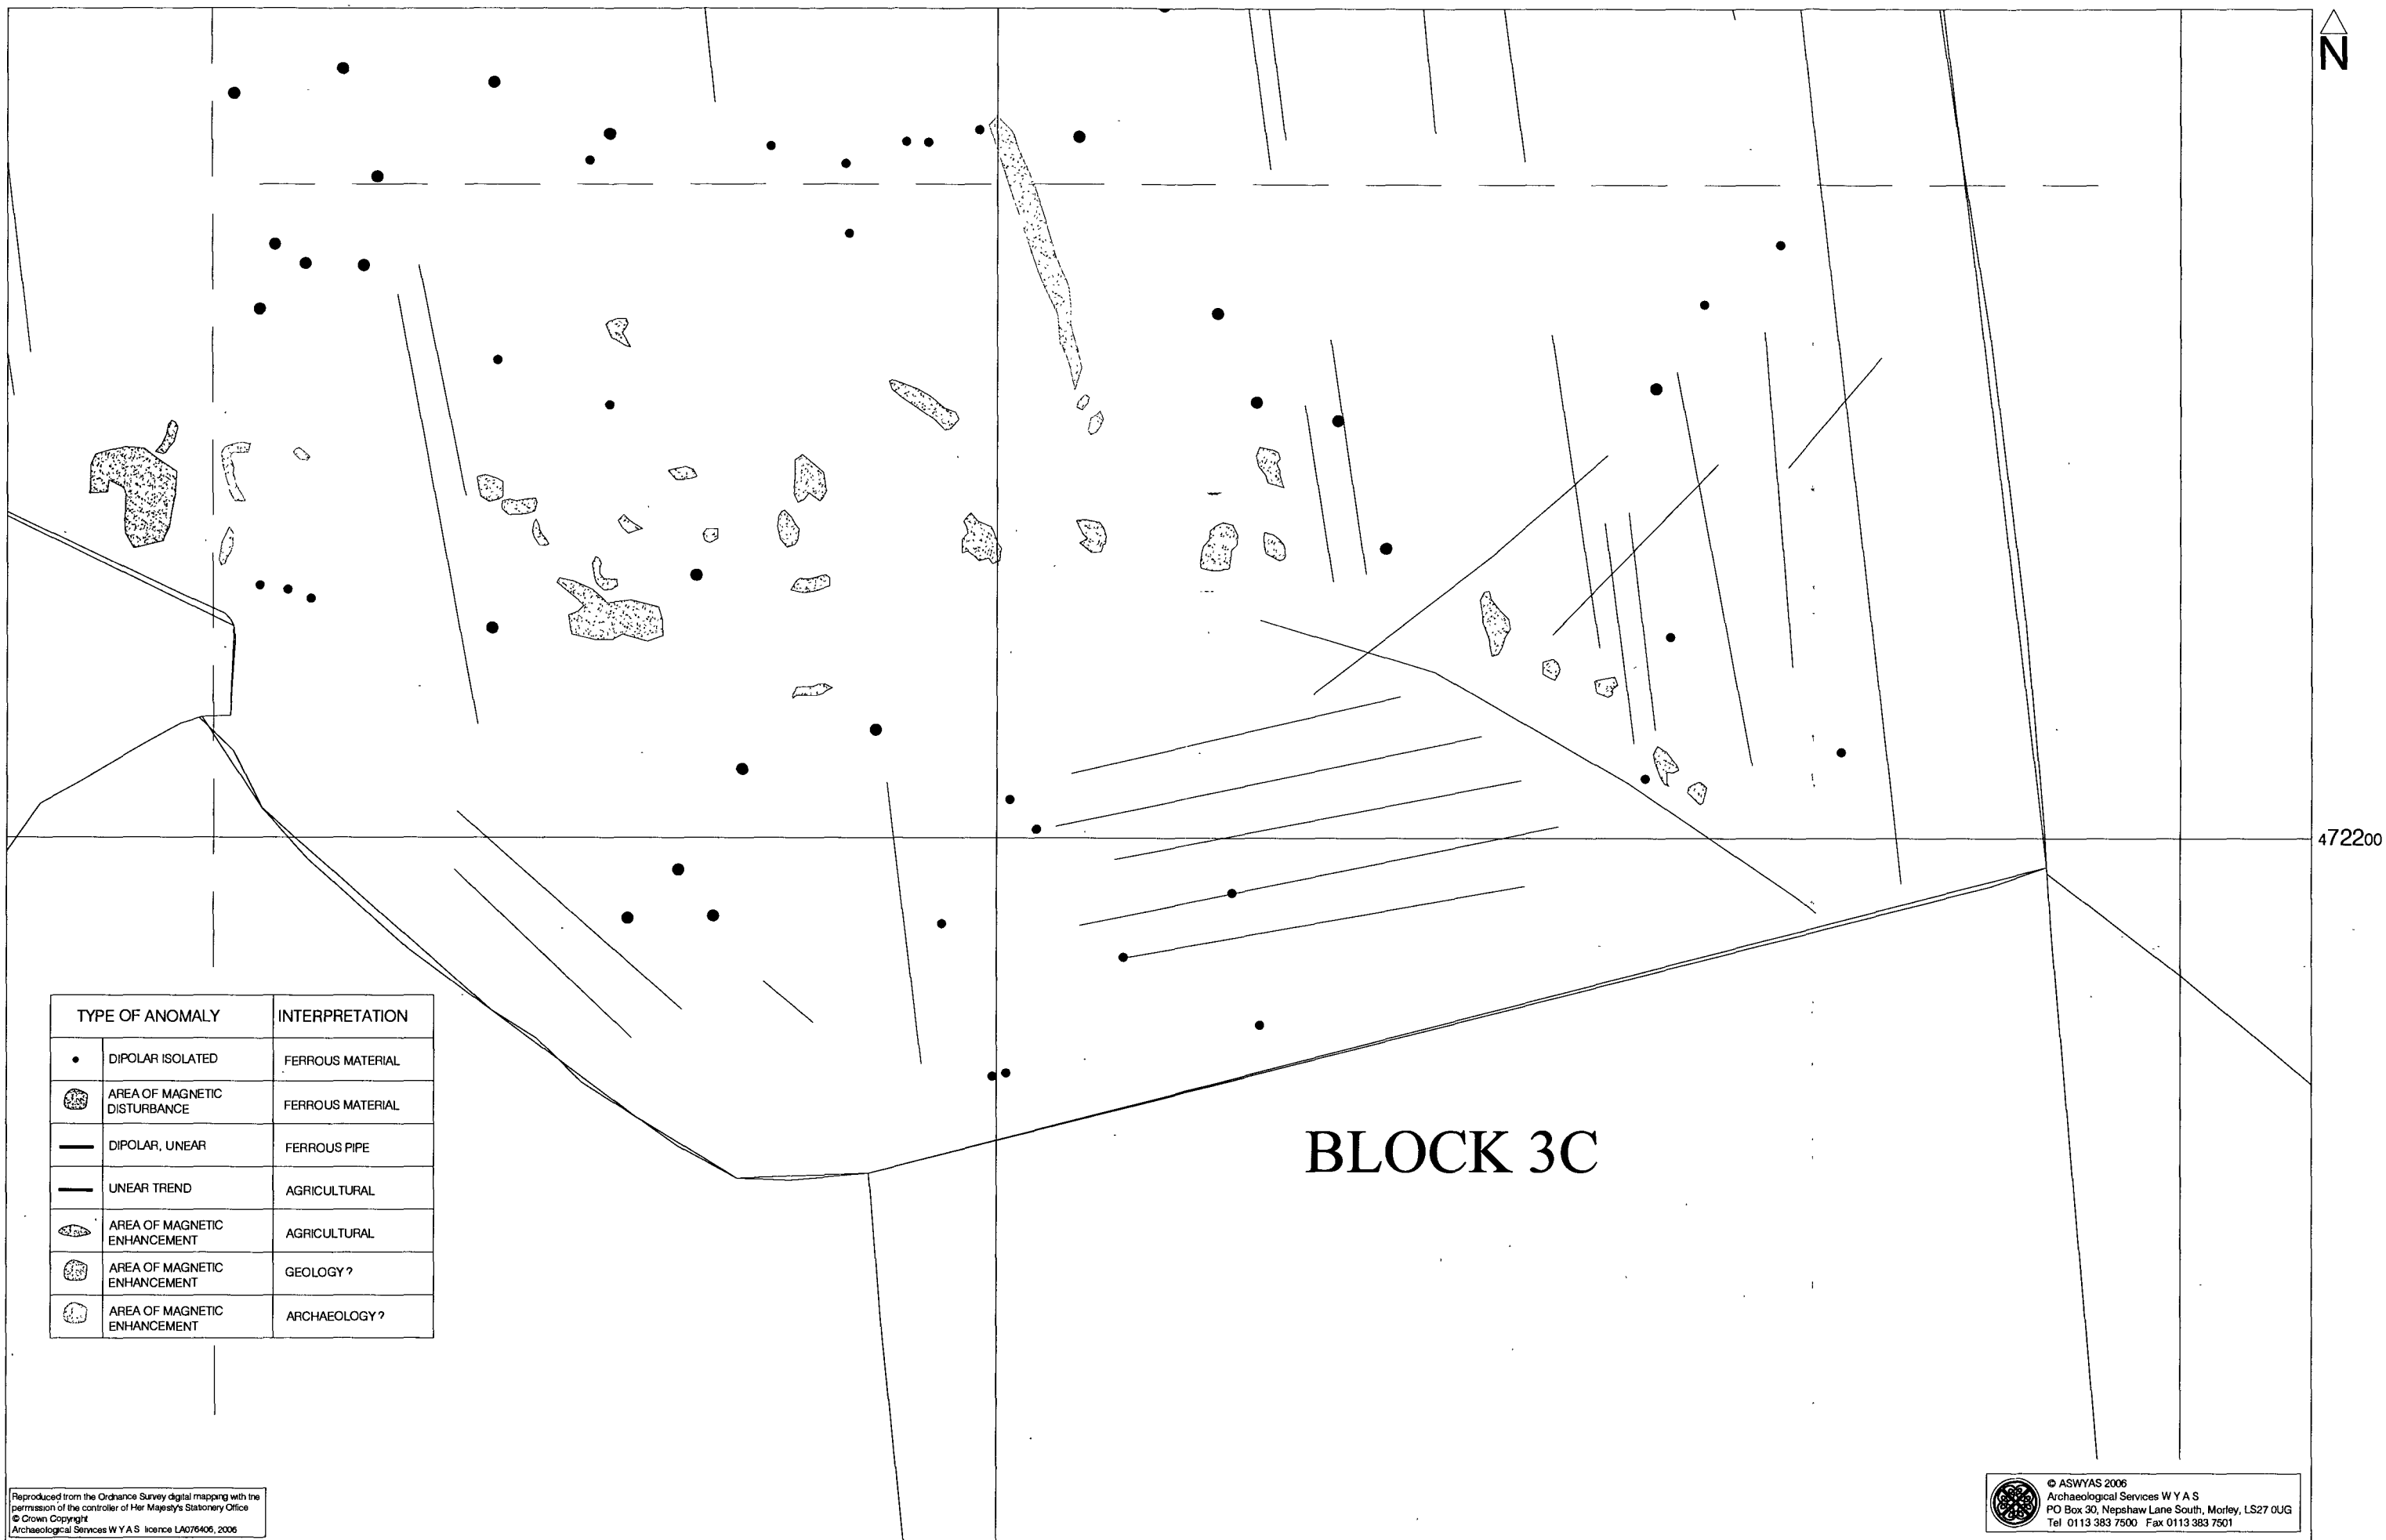 N
472200
TYPE OF ANOMALY INTERPRETATION
DIPOLAR ISOLATED FERROUS MATERIAL
AREA OF MAGNETIC
DISTURBANCE FERROUS MATERIAL
DIPOLAR, UNEAR FERROUS PIPE
UNEAR TREND AGRICULTURAL
AREA OF MAGNETIC
ENHANCEMENT AGRICULTURAL
AREA OF MAGNETIC
ENHANCEMENT GEOLOGY?
AREA OF MAGNETIC
ENHANCEMENT ARCHAEOLOGY?
BLOCK 3C
Reproduced from the Ordnance Survey digital mapping with the
permission of the controller of Her Majesty's Stationery Office
© Crown Copyright
Archaeological Services W Y A S licence LA076406, 2006
© ASWYAS 2006
Archaeological Services W Y A S
PO Box 30, Nepshaw Lane South, Morley, LS27 0UG
Tel 0113 383 7500 Fax 0113 383 7501